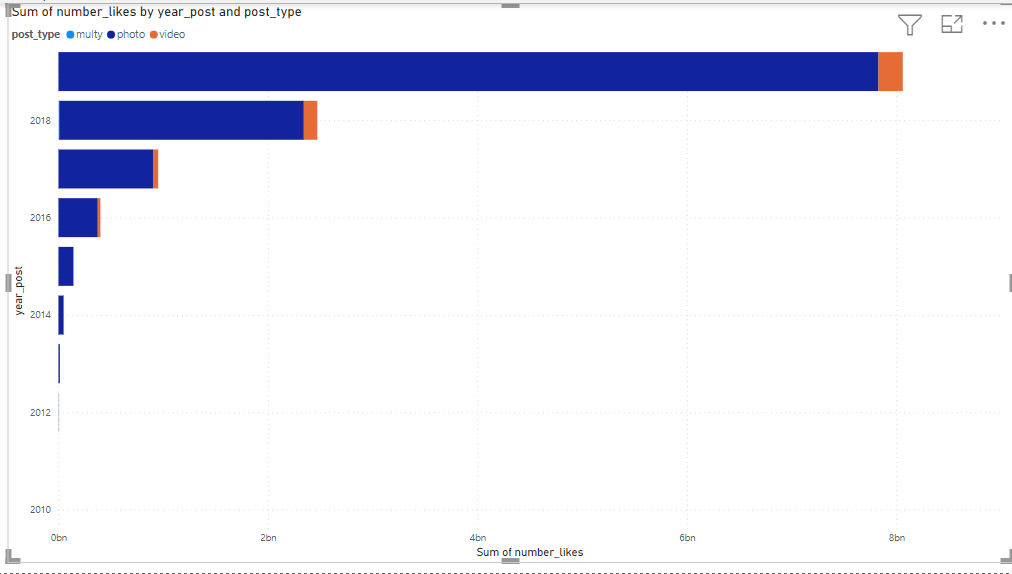 Sum of number_likes by year_post and post_type
post_type multy photo video
2018
2016
2014
2012
2010
year_post
0bn 2bn 4bn 6bn 8bn
Sum of number_likes